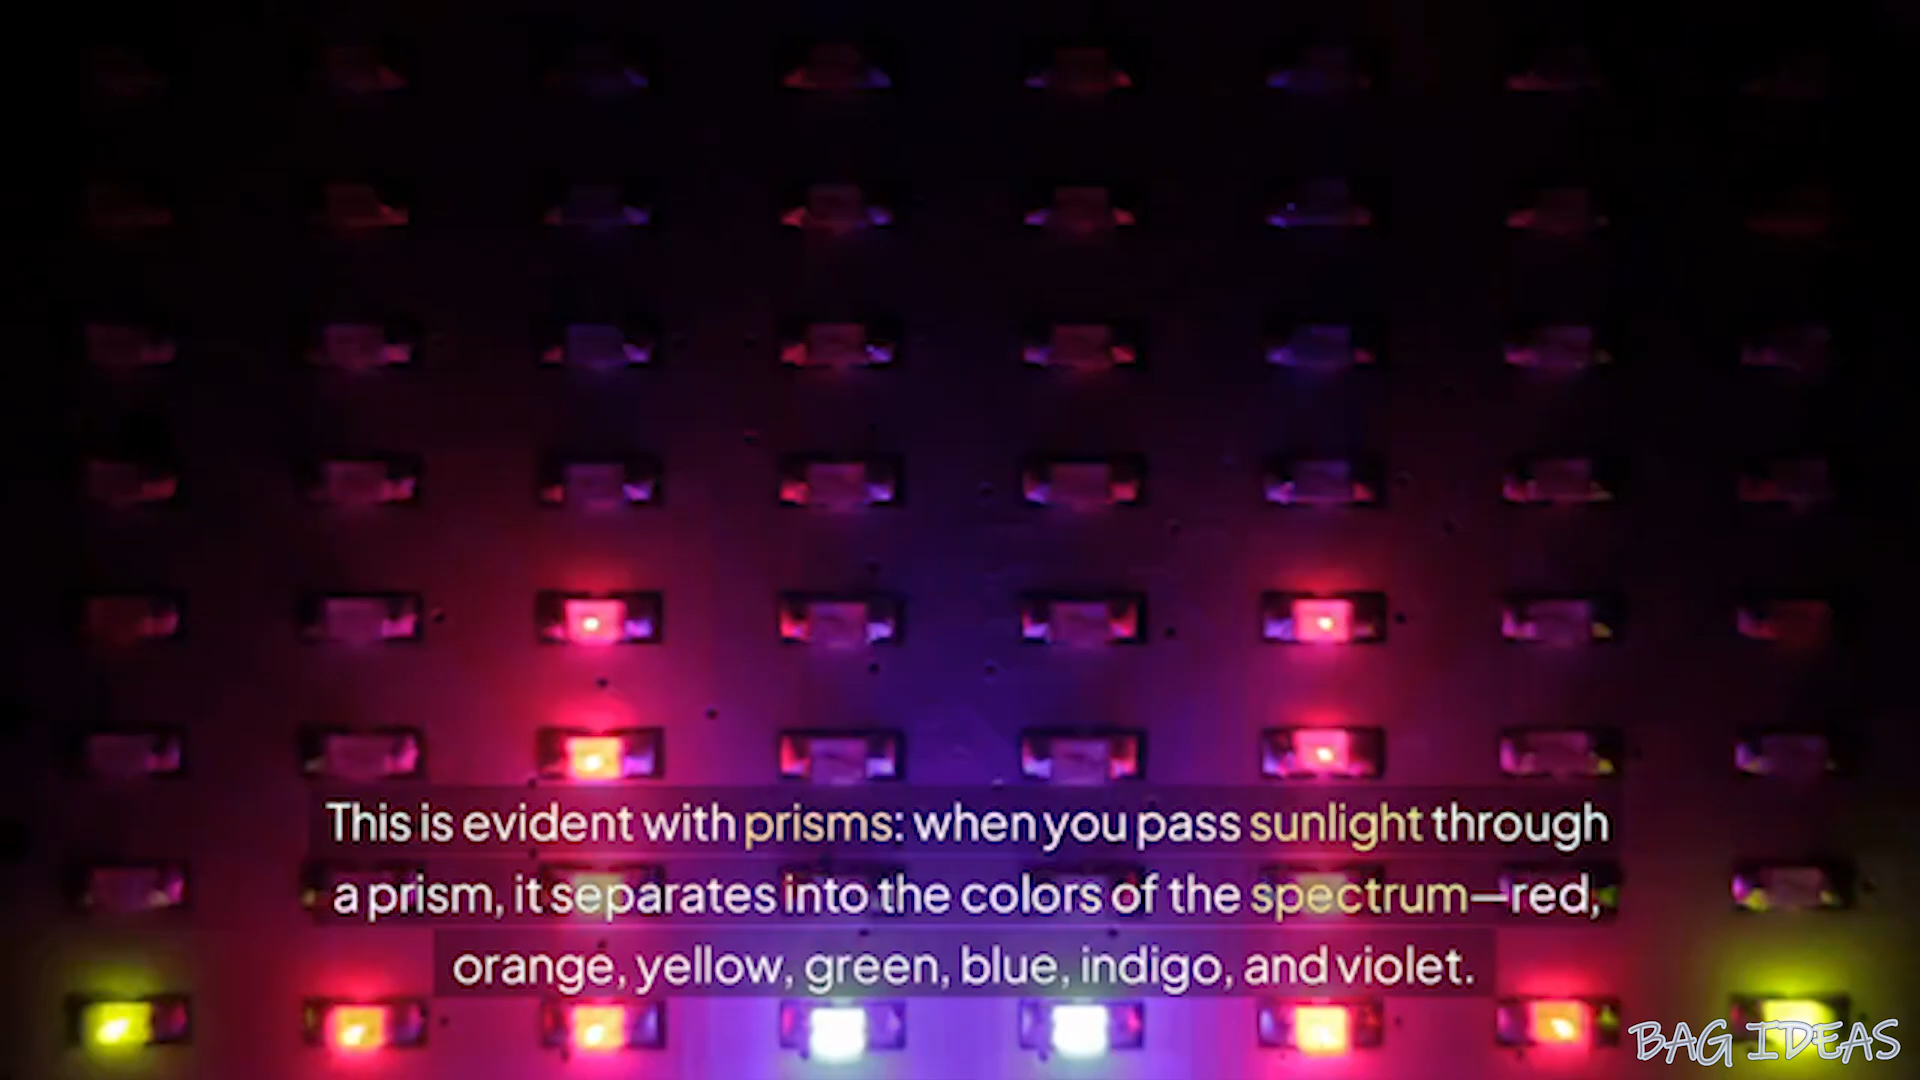 This is evident with prisms: when you pass sunlight through
a prism, it separates into the colors of the spectrum—red,
orange, yellow, green, blue, indigo, and violet.
BAG IDEAS